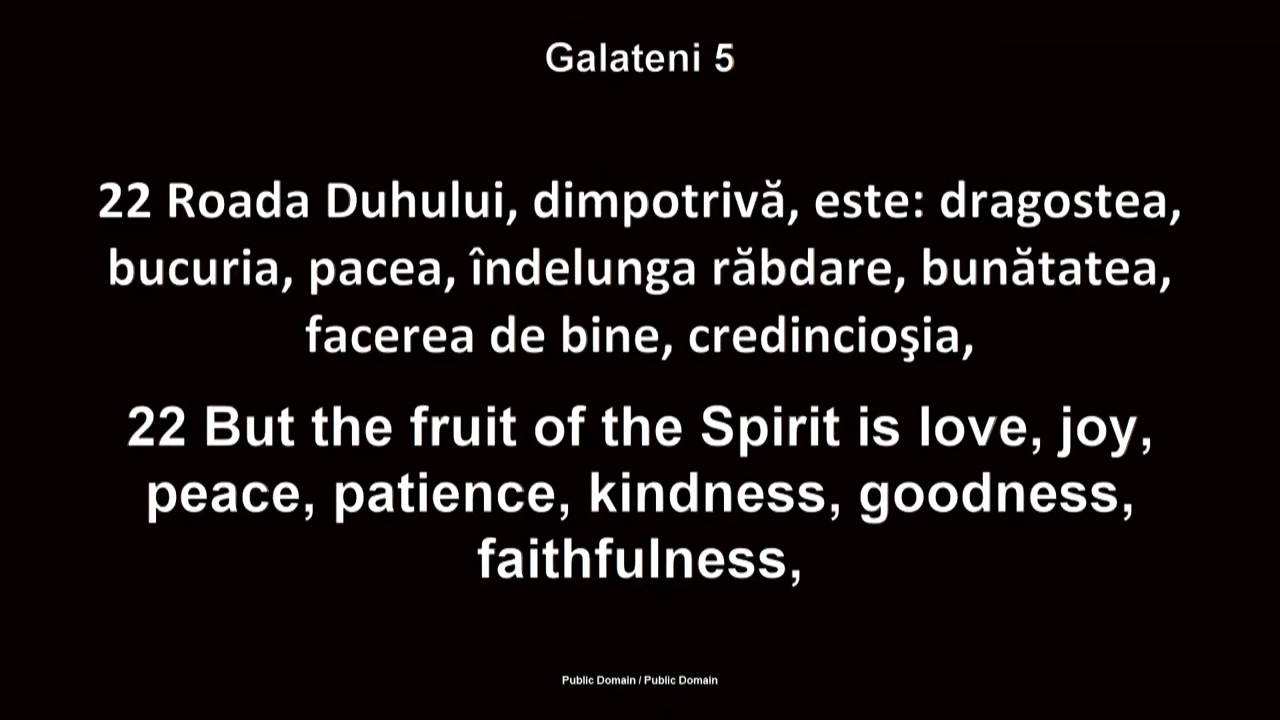 Galateni 5
22 Roada Duhului, dimpotrivă, este: dragostea,
bucuria, pacea, îndelunga răbdare, bunătatea,
facerea de bine, credincioşia,
22 But the fruit of the Spirit is love, joy,
peace, patience, kindness, goodness,
faithfulness,
Public Domain / Public Domain